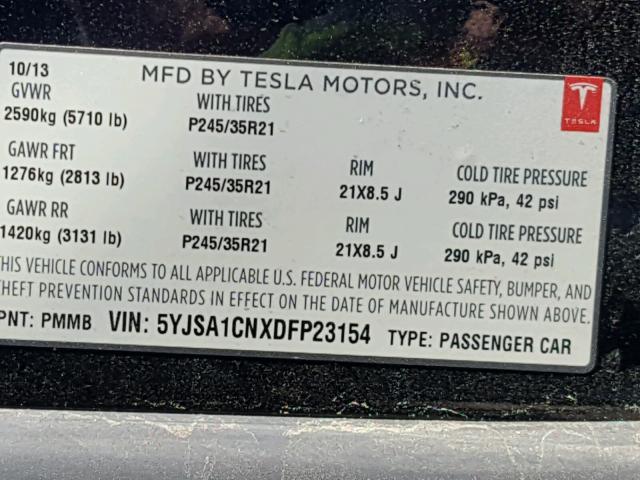 10/13 MFD BY TESLA MOTORS, INC.
GVWR WITH TIRES
2590kg (5710 lb) P245/35R21
TESLA
GAWR FRT WITH TIRES RIM COLD TIRE PRESSURE
1276kg (2813 lb) P245/35R21 21X8.5 J 290 kPa, 42 psi
GAWR RR WITH TIRES RIM COLD TIRE PRESSURE
1420kg (3131 lb) P245/35R21 21X8.5 J 290 kPa, 42 psi
THIS VEHICLE CONFORMS TO ALL APPLICABLE U.S. FEDERAL MOTOR VEHICLE SAFETY, BUMPER, AND
THEFT PREVENTION STANDARDS IN EFFECT ON THE DATE OF MANUFACTURE SHOWN ABOVE.
PNT: PMMB VIN: 5YJSA1CNXDFP23154 TYPE: PASSENGER CAR